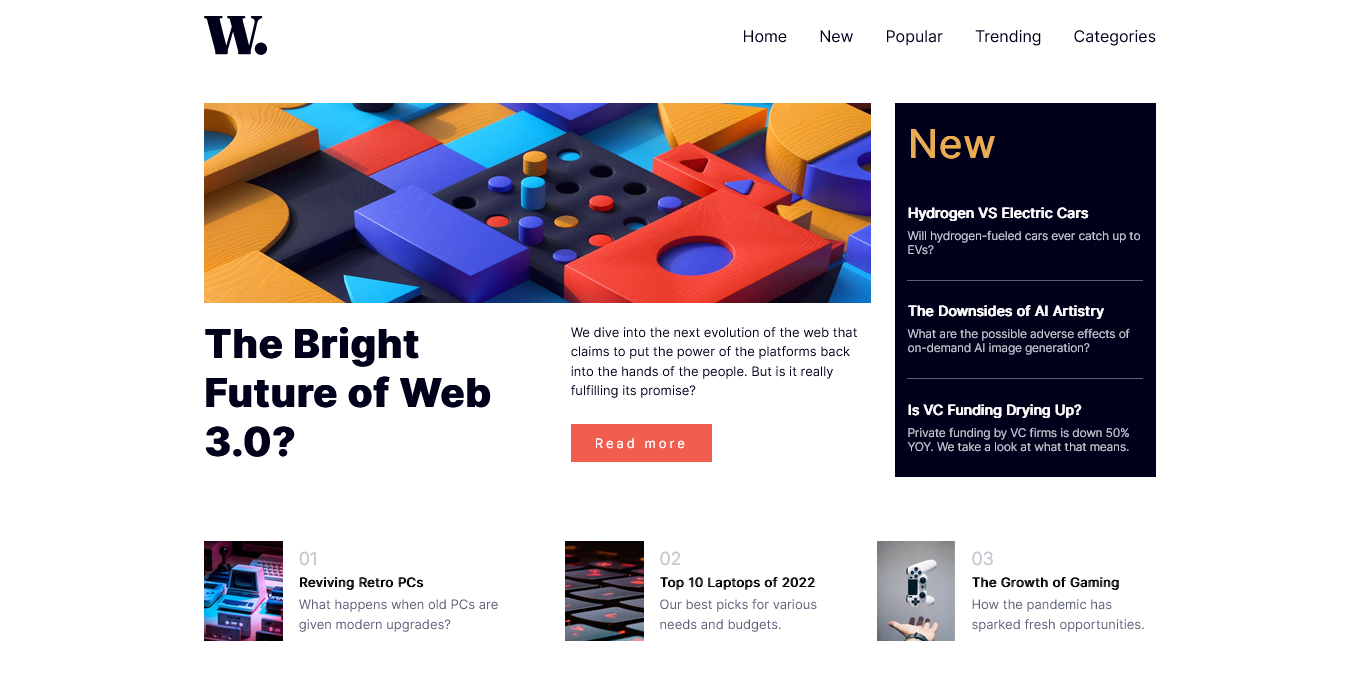 W.
Home New Popular Trending Categories
The Bright
Future of Web
3.0?
We dive into the next evolution of the web that
claims to put the power of the platforms back
into the hands of the people. But is it really
fulfilling its promise?
Read more
New
Hydrogen VS Electric Cars
Will hydrogen-fueled cars ever catch up to
EVs?
The Downsides of AI Artistry
What are the possible adverse effects of
on-demand AI image generation?
Is VC Funding Drying Up?
Private funding by VC firms is down 50%
YOY. We take a look at what that means.
01
Reviving Retro PCs
What happens when old PCs are
given modern upgrades?
02
Top 10 Laptops of 2022
Our best picks for various
needs and budgets.
03
The Growth of Gaming
How the pandemic has
sparked fresh opportunities.